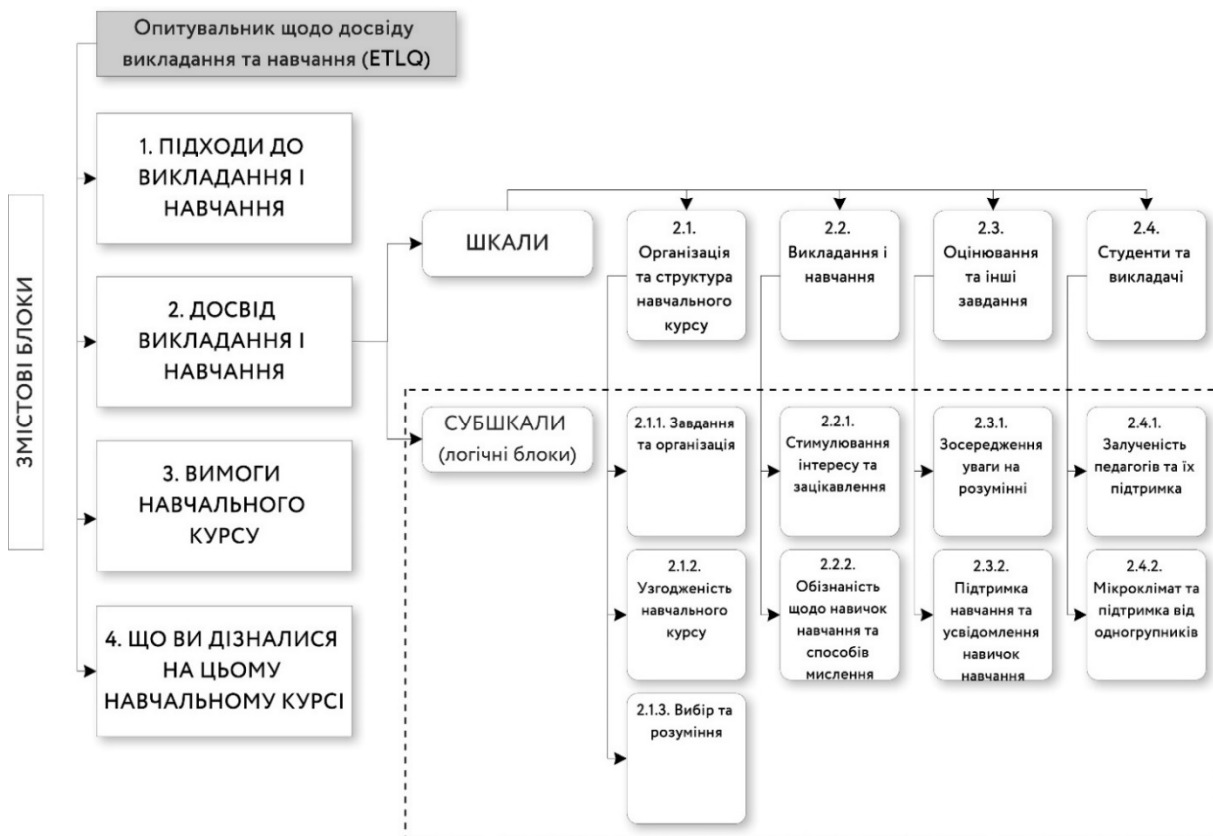 Опитувальник щодо досвіду
викладання та навчання (ETLQ)
ЗМІСТОВІ БЛОКИ
1. ПІДХОДИ ДО
ВИКЛАДАННЯ І
НАВЧАННЯ
2. ДОСВІД
ВИКЛАДАННЯ І
НАВЧАННЯ
3. ВИМОГИ
НАВЧАЛЬНОГО
КУРСУ
4. ЩО ВИ ДІЗНАЛИСЯ
НА ЦЬОМУ
НАВЧАЛЬНОМУ КУРСІ
ШКАЛИ
2.1.
Організація
та структура
навчального
курсу
2.2.
Викладання і
навчання
2.3.
Оцінювання
та інші
завдання
2.4.
Студенти та
викладачі
СУБШКАЛИ
(логічні блоки)
2.1.1. Завдання
та організація
2.2.1.
Стимулювання
інтересу та
зацікавлення
2.3.1.
Зосередження
уваги на
розумінні
2.4.1.
Залученість
педагогів та їх
підтримка
2.1.2.
Узгодженість
навчального
курсу
2.2.2.
Обізнаність
щодо навичок
навчання та
способів
мислення
2.3.2.
Підтримка
навчання та
усвідомлення
навичок
навчання
2.4.2.
Мікроклімат та
підтримка від
одногрупників
2.1.3. Вибір та
розуміння